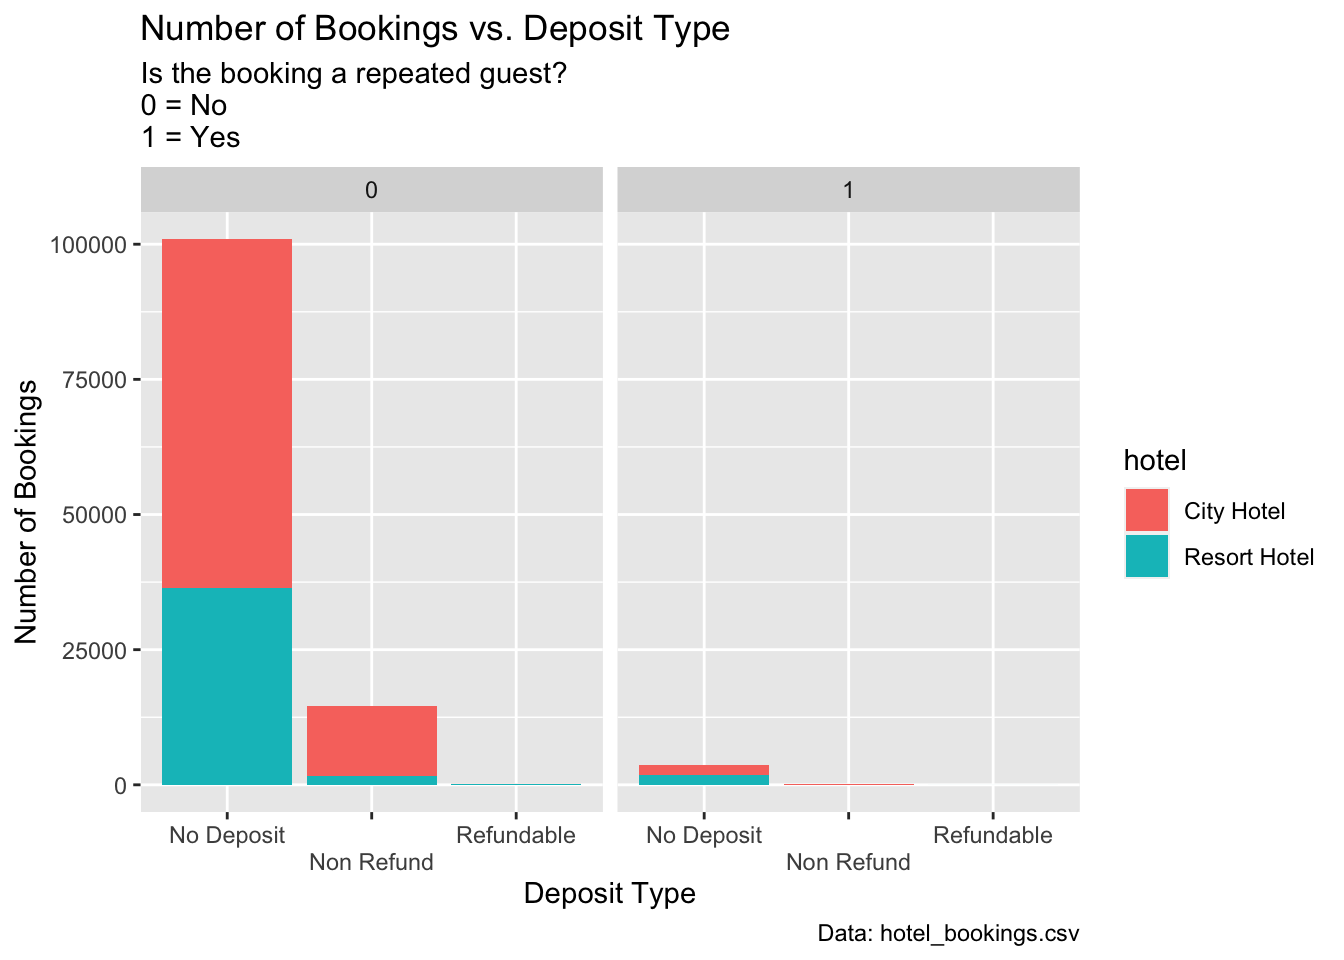 Number of Bookings vs. Deposit Type
Is the booking a repeated guest?
0 = No
1 = Yes
0
1
100000
75000
50000
25000
0
Number of Bookings
No Deposit
Non Refund
Refundable
No Deposit
Non Refund
Refundable
Deposit Type
hotel
City Hotel
Resort Hotel
Data: hotel_bookings.csv